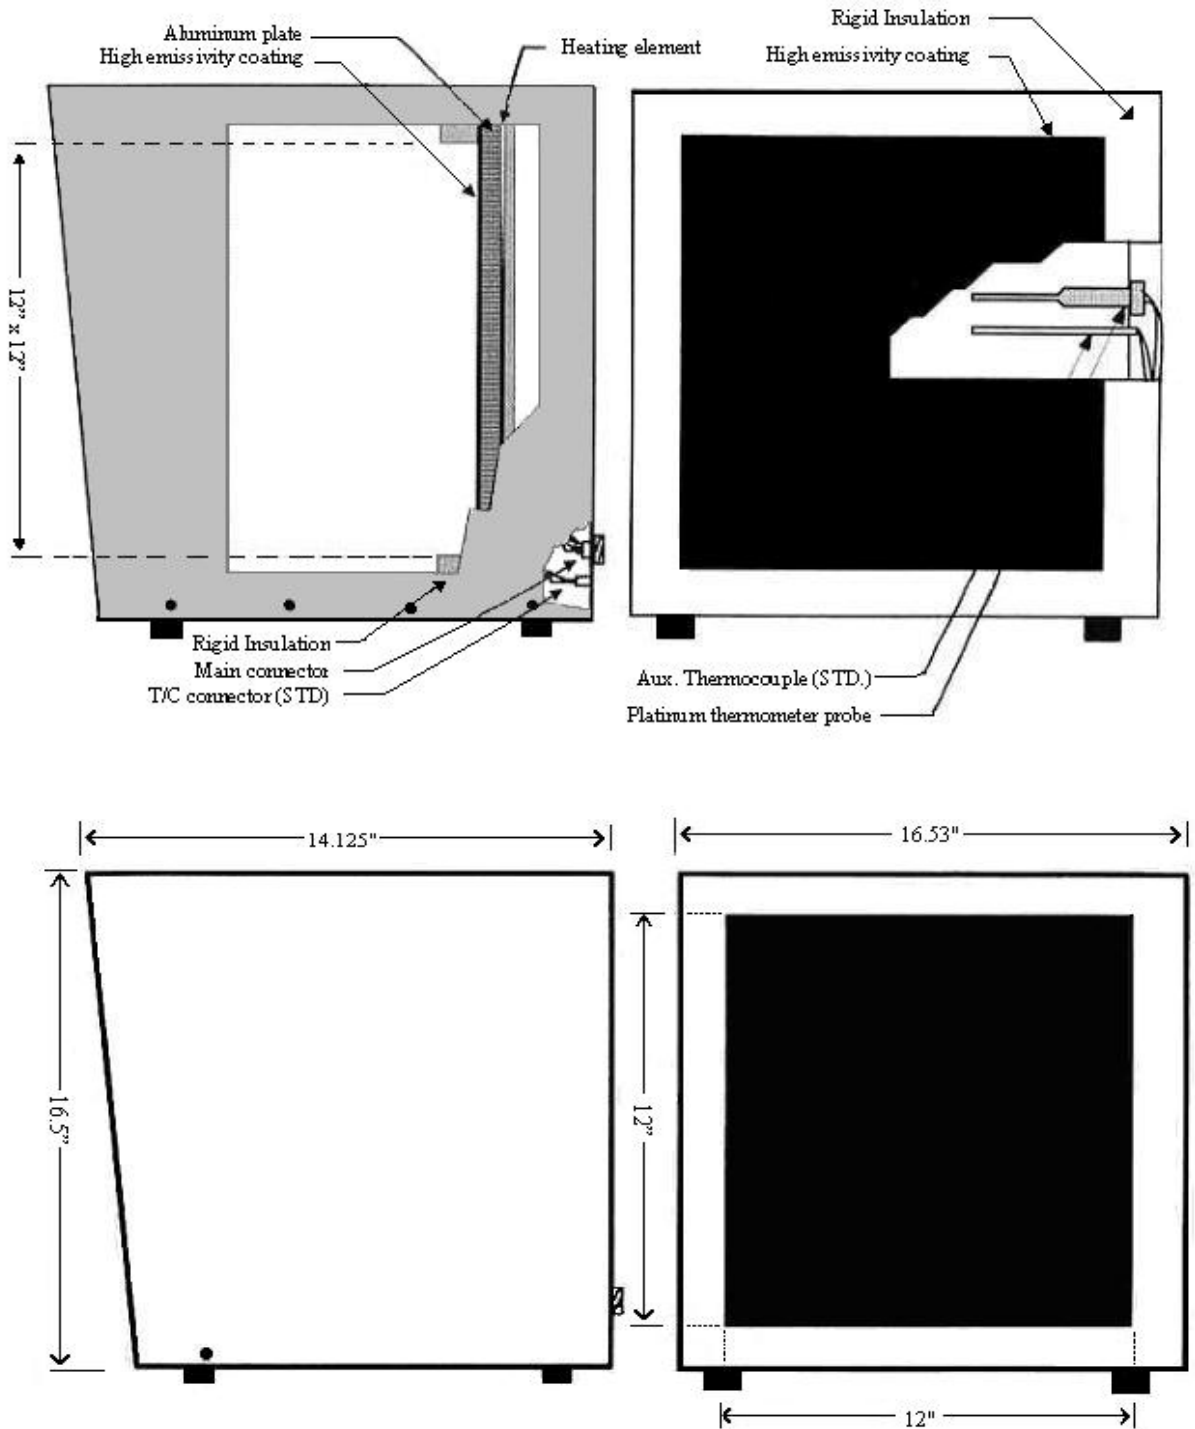 Aluminum plate
High emissivity coating
Heating element
Rigid Insulation
High emissivity coating
12" x 12"
Rigid Insulation
Main connector
T/C connector (STD)
Aux. Thermocouple (STD.)
Platinum thermometer probe
14.125"
16.53"
16.5"
12"
12"